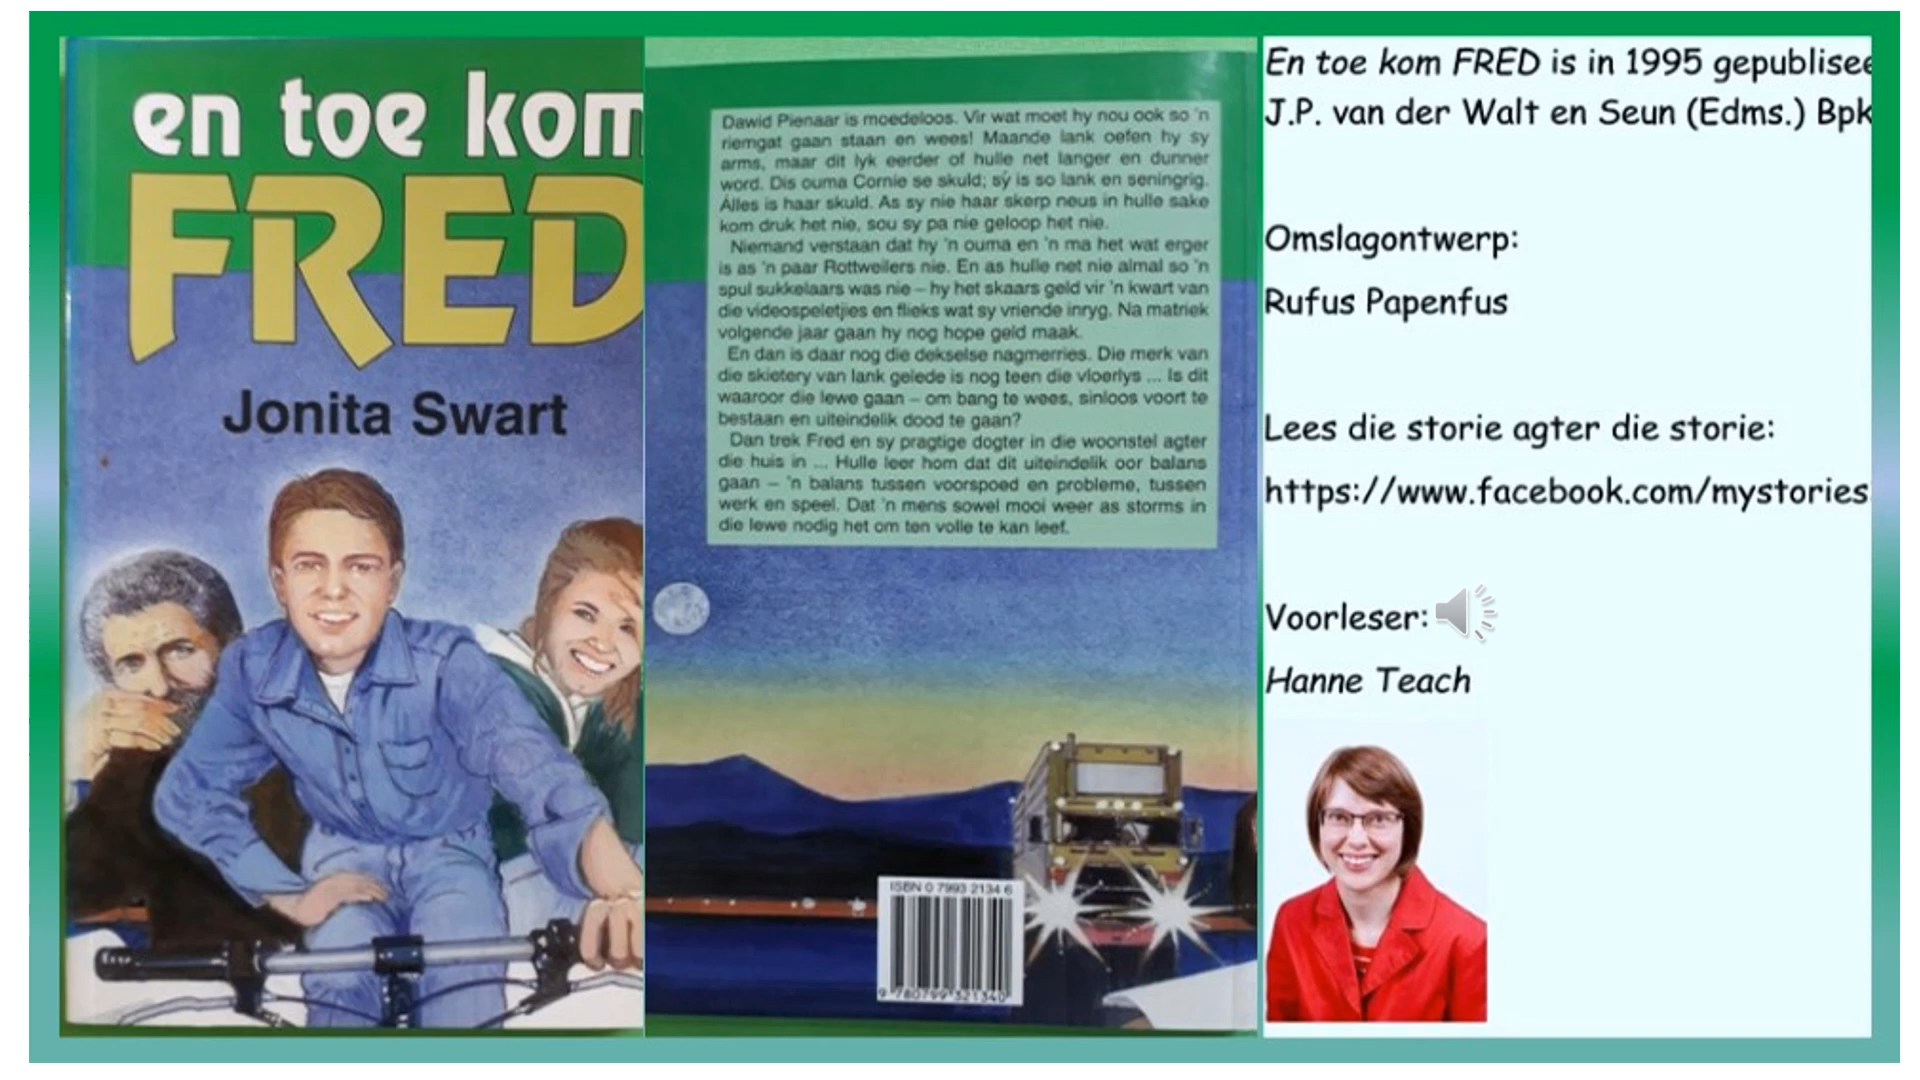 en toe kom
FRED
Jonita Swart
Dawid Pienaar is moedeloos. Vir wat moet hy nou ook so 'n
riemgat gaan staan en wees! Maande lank oefen hy sy
arms, maar dit lyk eerder of hulle net langer en dunner
word. Dis ouma Cornie se skuld; sý is so lank en seningrig.
Álles is haar skuld. As sy nie haar skerp neus in hulle sake
kom druk het nie, sou sy pa nie geloop het nie.
Niemand verstaan dat hy 'n ouma en 'n ma het wat erger
is as 'n paar Rottweilers nie. En as hulle net nie almal so 'n
spul sukkelaars was nie – hy het skaars geld vir 'n kwart van
die videospeletjies en flieks wat sy vriende inryg. Na matriek
volgende jaar gaan hy nog hope geld maak.
En dan is daar nog die dekselse nagmerries. Die merk van
die skietery van lank gelede is nog teen die vloerlys ... Is dit
waaroor die lewe gaan – om bang te wees, sinloos voort te
bestaan en uiteindelik dood te gaan?
Dan trek Fred en sy pragtige dogter in die woonstel agter
die huis in ... Hulle leer hom dat dit uiteindelik oor balans
gaan – 'n balans tussen voorspoed en probleme, tussen
werk en speel. Dat 'n mens sowel mooi weer as storms in
die lewe nodig het om ten volle te kan leef.
ISBN 0 7993 2134 6
9 780799 321340
En toe kom FRED is in 1995 gepublisee
J.P. van der Walt en Seun (Edms.) Bpk
Omslagontwerp:
Rufus Papenfus
Lees die storie agter die storie:
https://www.facebook.com/mystories
Voorleser:
Hanne Teach